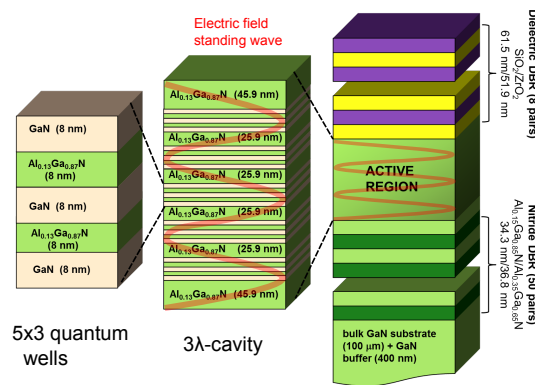 Electric field
standing wave
GaN (8 nm)
Al0.13Ga0.87N
(8 nm)
GaN (8 nm)
Al0.13Ga0.87N
(8 nm)
GaN (8 nm)
5x3 quantum
wells
Al0.13Ga0.87N (45.9 nm)
Al0.13Ga0.87N (25.9 nm)
Al0.13Ga0.87N (25.9 nm)
Al0.13Ga0.87N (25.9 nm)
Al0.13Ga0.87N (25.9 nm)
Al0.13Ga0.87N (45.9 nm)
3λ-cavity
ACTIVE
REGION
bulk GaN substrate
(100 μm) + GaN
buffer (400 nm)
Dielectric DBR (8 pairs)
SiO2/ZrO2
61.5 nm/51.9 nm
Nitride DBR (50 pairs)
Al0.15Ga0.85N/Al0.35Ga0.65N
34.3 nm/36.8 nm